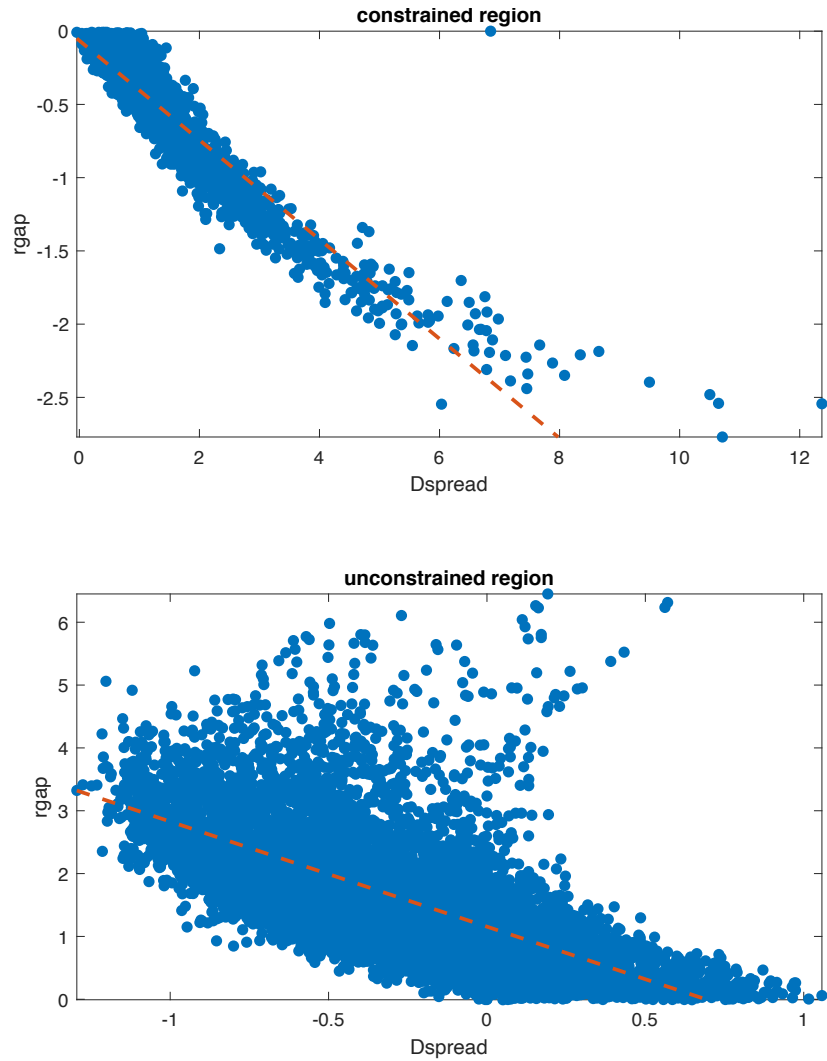 constrained region
0
-0.5
-1
-1.5
-2
-2.5
rgap
0 2 4 6 8 10 12
Dspread
unconstrained region
6
5
4
3
2
1
0
rgap
-1 -0.5 0 0.5 1
Dspread